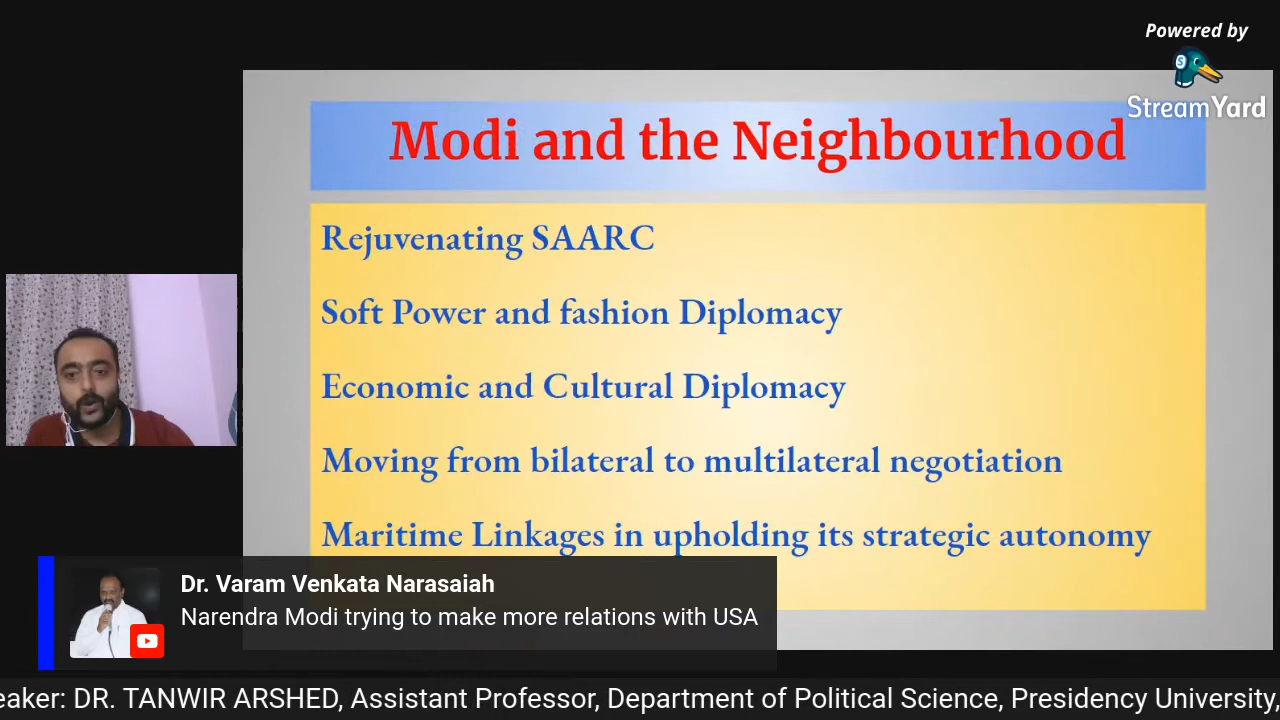 Powered by
StreamYard
Modi and the Neighbourhood
Rejuvenating SAARC
Soft Power and fashion Diplomacy
Economic and Cultural Diplomacy
Moving from bilateral to multilateral negotiation
Maritime Linkages in upholding its strategic autonomy
Dr. Varam Venkata Narasaiah
Narendra Modi trying to make more relations with USA
eaker: DR. TANWIR ARSHED, Assistant Professor, Department of Political Science, Presidency University,